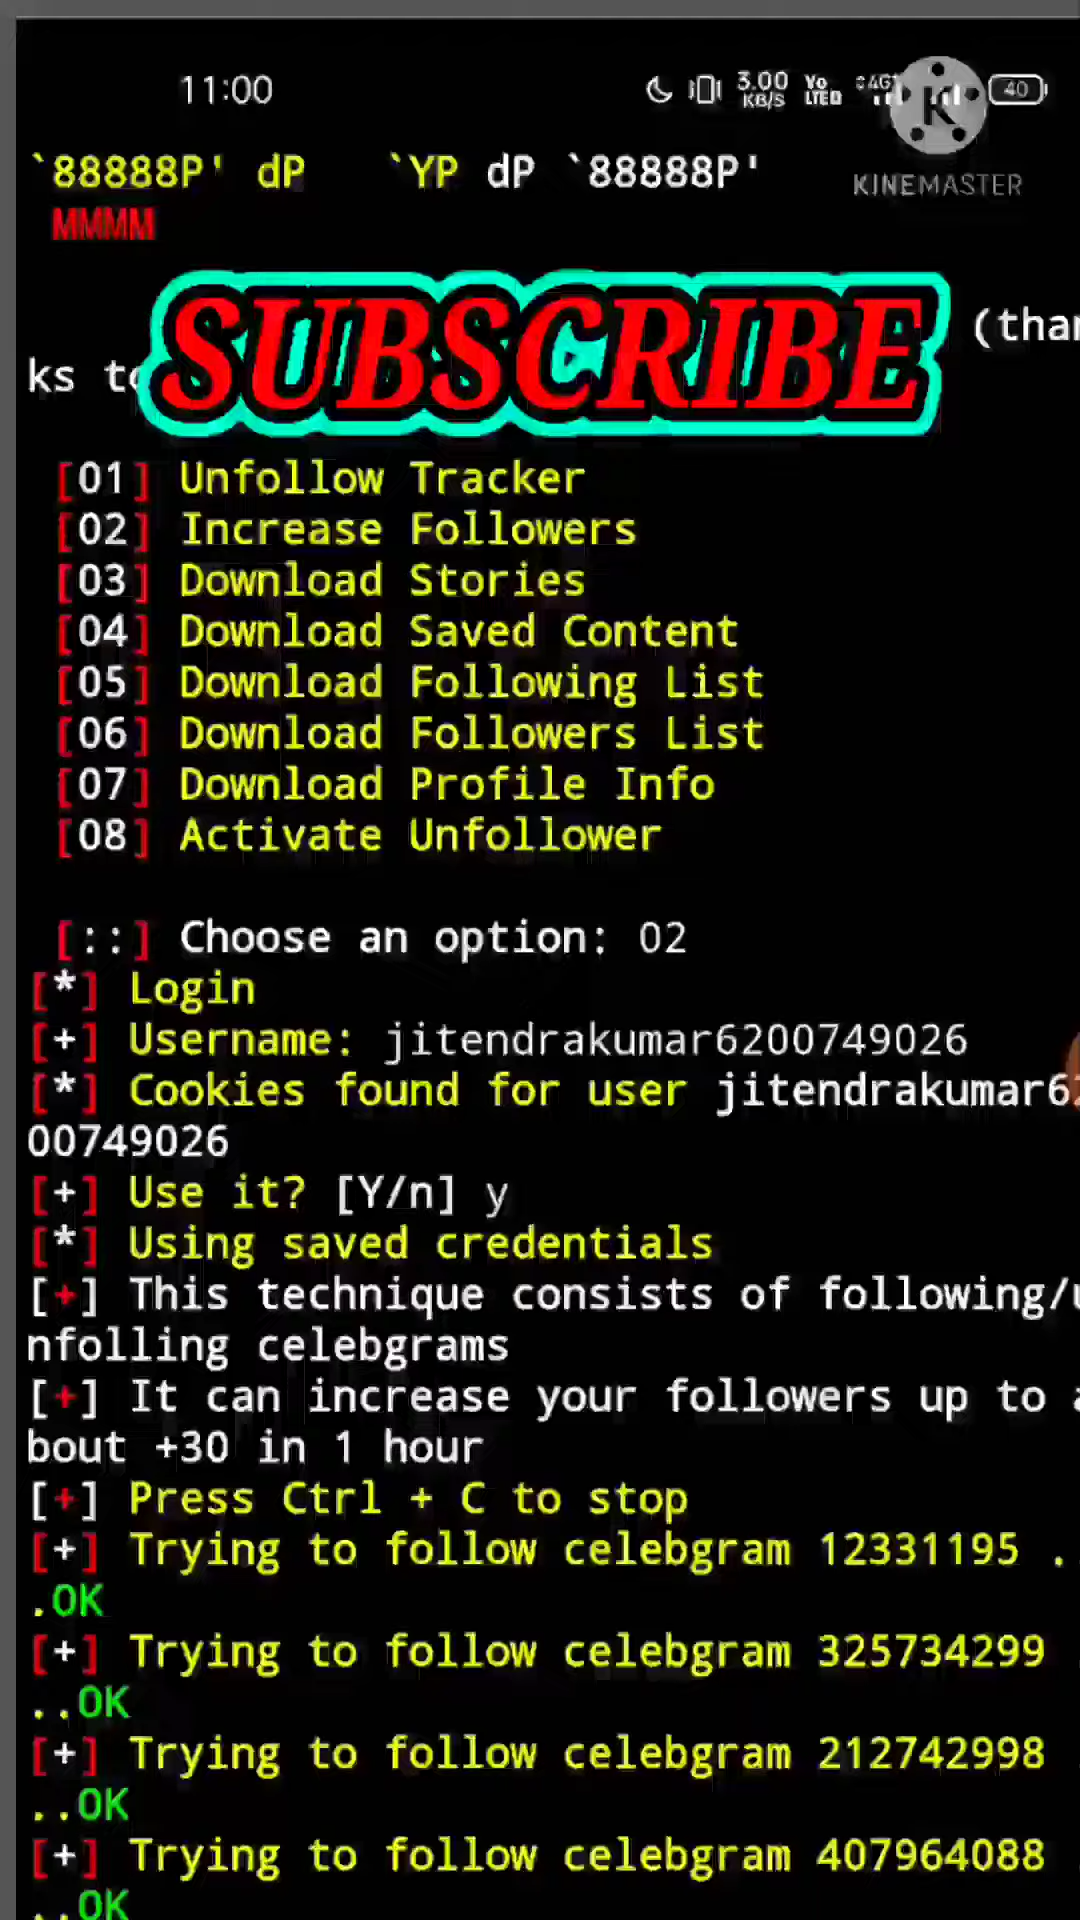 11:00 3.00 KB/S Yo LTE 4G 40
K
KINEMASTER
`88888P' dP `YP dP `88888P'
MMMM
SUBSCRIBE
(than
ks to
[01] Unfollow Tracker
[02] Increase Followers
[03] Download Stories
[04] Download Saved Content
[05] Download Following List
[06] Download Followers List
[07] Download Profile Info
[08] Activate Unfollower
[::] Choose an option: 02
[*] Login
[+] Username: jitendrakumar6200749026
[*] Cookies found for user jitendrakumar62
00749026
[+] Use it? [Y/n] y
[*] Using saved credentials
[+] This technique consists of following/u
nfolling celebgrams
[+] It can increase your followers up to a
bout +30 in 1 hour
[+] Press Ctrl + C to stop
[+] Trying to follow celebgram 12331195 .
.OK
[+] Trying to follow celebgram 325734299
..OK
[+] Trying to follow celebgram 212742998
..OK
[+] Trying to follow celebgram 407964088
..OK